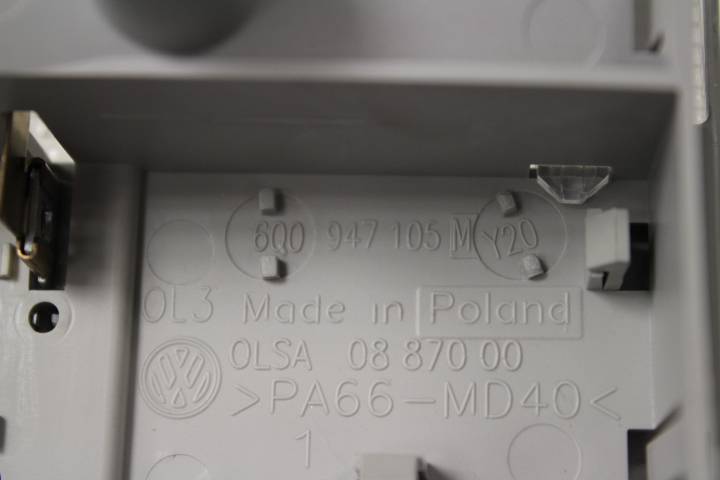 6Q0 947 105 M Y20
OL3 Made in Poland
OLSA 08 870 00
>PA66-MD40<
1